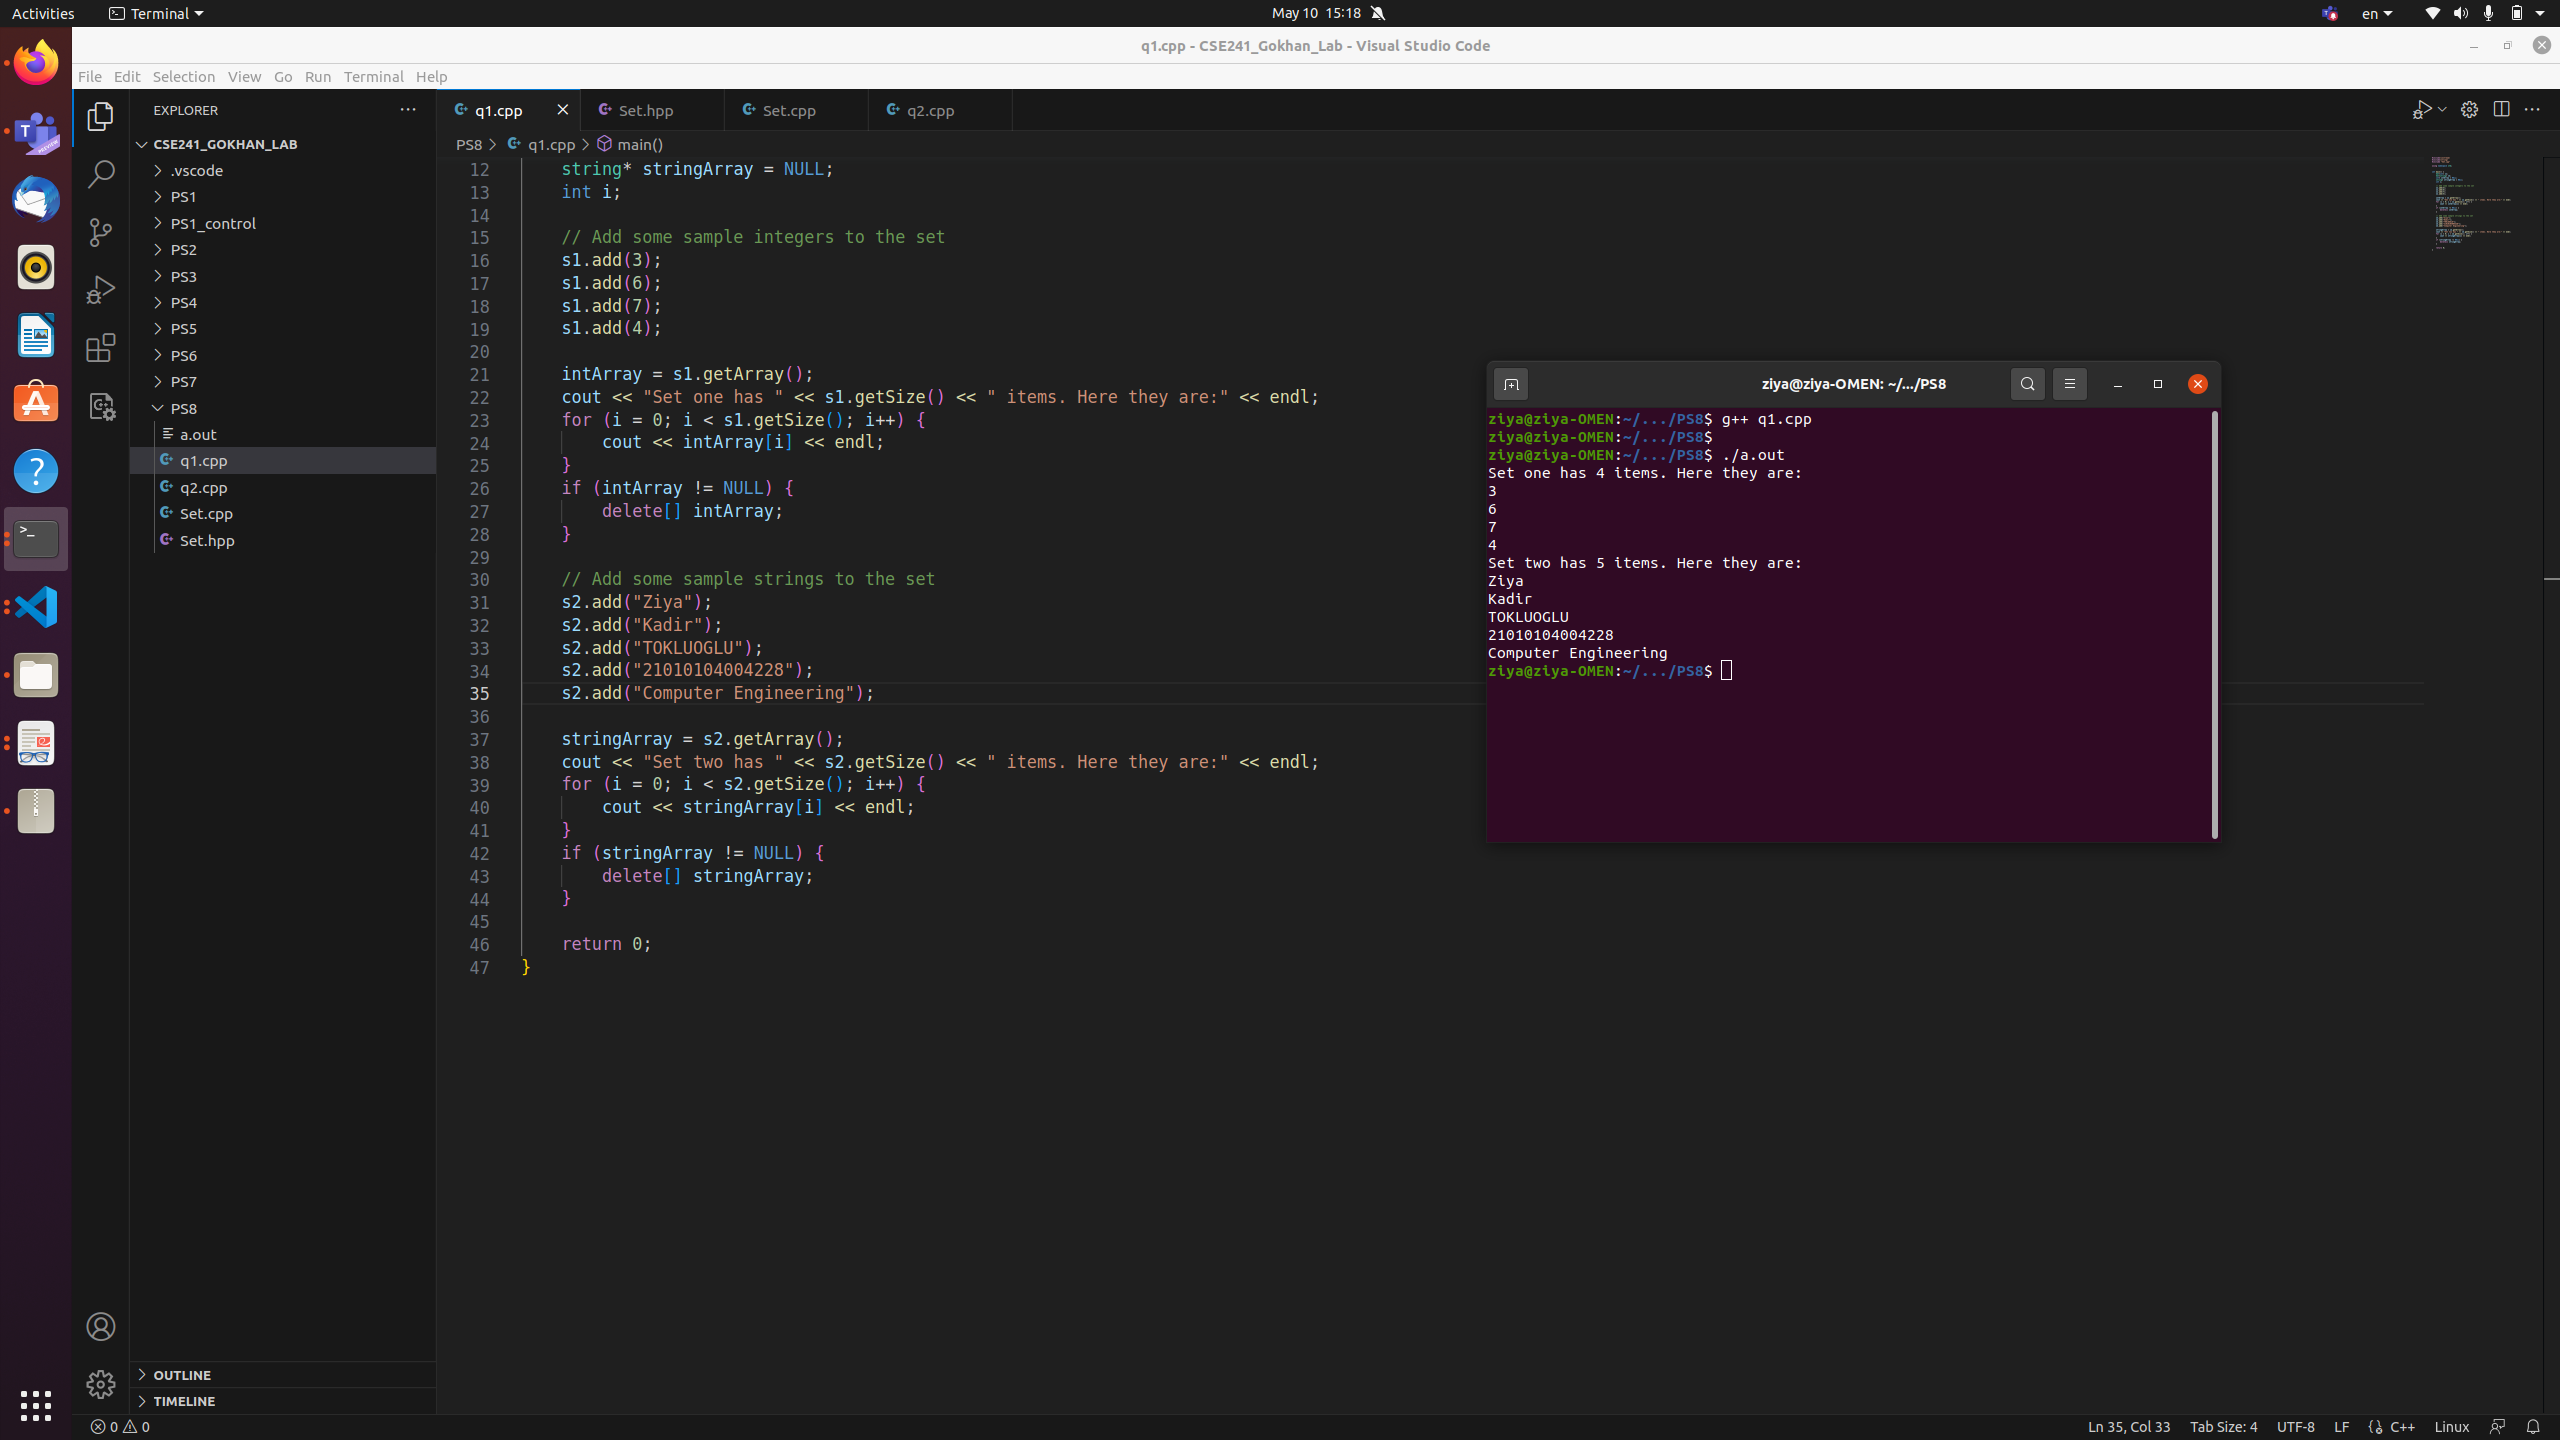 Activities
Terminal
May 10 15:18
en
q1.cpp - CSE241_Gokhan_Lab - Visual Studio Code
File Edit Selection View Go Run Terminal Help
EXPLORER
CSE241_GOKHAN_LAB
.vscode
PS1
PS1_control
PS2
PS3
PS4
PS5
PS6
PS7
PS8
a.out
q1.cpp
q2.cpp
Set.cpp
Set.hpp
OUTLINE
TIMELINE
q1.cpp
Set.hpp
Set.cpp
q2.cpp
PS8 > q1.cpp > main()
12 string* stringArray = NULL;
13 int i;
14
15 // Add some sample integers to the set
16 s1.add(3);
17 s1.add(6);
18 s1.add(7);
19 s1.add(4);
20
21 intArray = s1.getArray();
22 cout << "Set one has " << s1.getSize() << " items. Here they are:" << endl;
23 for (i = 0; i < s1.getSize(); i++) {
24 cout << intArray[i] << endl;
25 }
26 if (intArray != NULL) {
27 delete[] intArray;
28 }
29
30 // Add some sample strings to the set
31 s2.add("Ziya");
32 s2.add("Kadir");
33 s2.add("TOKLUOGLU");
34 s2.add("21010104004228");
35 s2.add("Computer Engineering");
36
37 stringArray = s2.getArray();
38 cout << "Set two has " << s2.getSize() << " items. Here they are:" << endl;
39 for (i = 0; i < s2.getSize(); i++) {
40 cout << stringArray[i] << endl;
41 }
42 if (stringArray != NULL) {
43 delete[] stringArray;
44 }
45
46 return 0;
47 }
ziya@ziya-OMEN: ~/.../PS8
ziya@ziya-OMEN:~/.../PS8$ g++ q1.cpp
ziya@ziya-OMEN:~/.../PS8$
ziya@ziya-OMEN:~/.../PS8$ ./a.out
Set one has 4 items. Here they are:
3
6
7
4
Set two has 5 items. Here they are:
Ziya
Kadir
TOKLUOGLU
21010104004228
Computer Engineering
ziya@ziya-OMEN:~/.../PS8$
0 0
Ln 35, Col 33 Tab Size: 4 UTF-8 LF {} C++ Linux